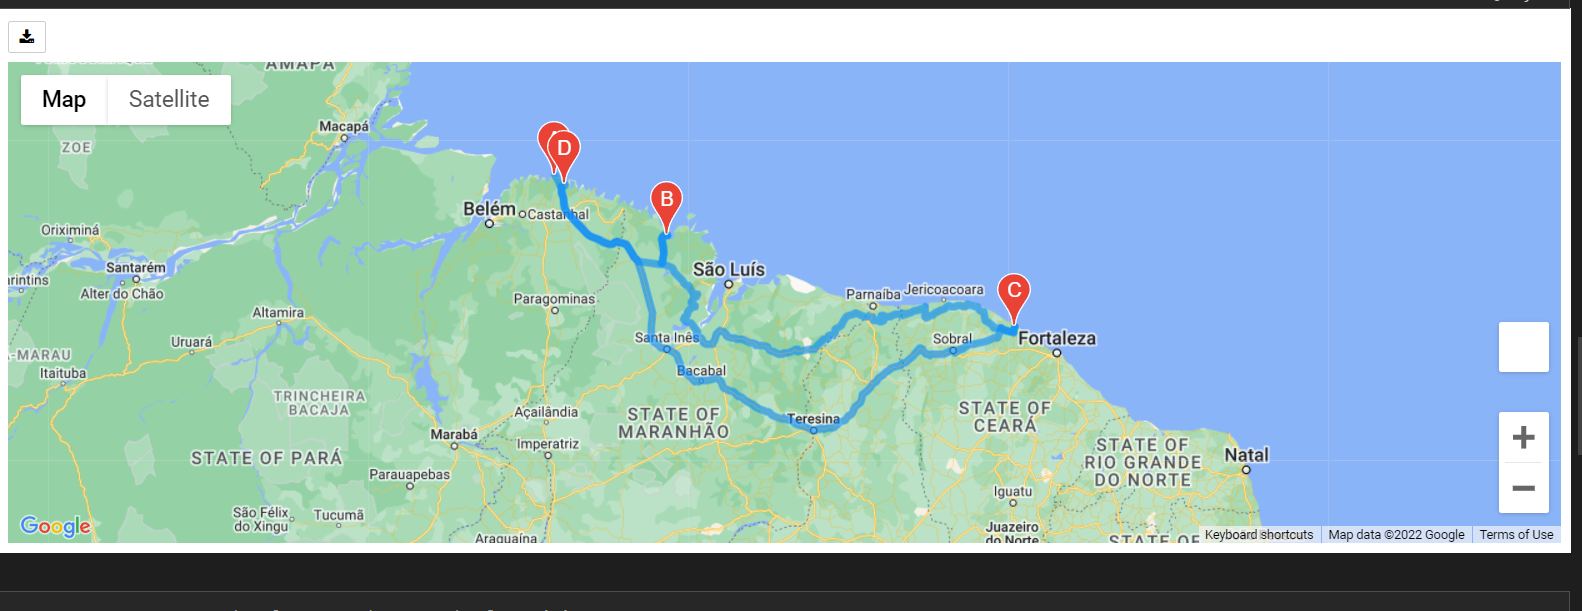 AMAPÁ
Map
Satellite
Macapá
ZOE
D
B
Belém
Castanhal
Oriximiná
Santarém
São Luís
Alter do Chão
Parnaíba
Jericoacoara
C
Paragominas
Altamira
Uruará
Santa Inês
Sobral
Fortaleza
Itaituba
Bacabal
TRINCHEIRA
BACAJA
Açailândia
STATE OF
MARANHÃO
Teresina
STATE OF
CEARÁ
Marabá
Imperatriz
STATE OF PARÁ
Parauapebas
STATE OF
RIO GRANDE
DO NORTE
Natal
Iguatu
São Félix
do Xingu
Tucumã
Google
Araguaína
Juazeiro
do Norte
STATE OF
Keyboard shortcuts
Map data ©2022 Google
Terms of Use